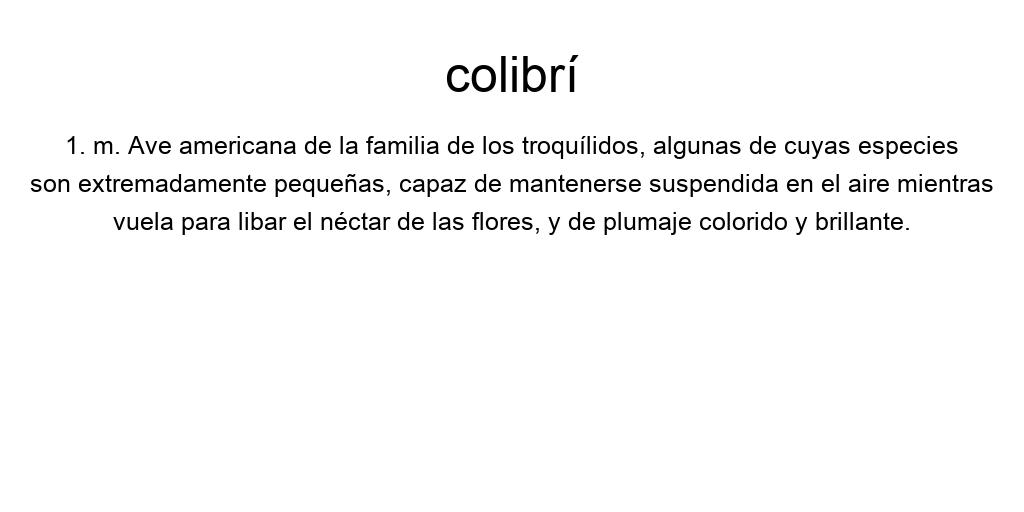 colibrí
1. m. Ave americana de la familia de los troquílidos, algunas de cuyas especies
son extremadamente pequeñas, capaz de mantenerse suspendida en el aire mientras
vuela para libar el néctar de las flores, y de plumaje colorido y brillante.